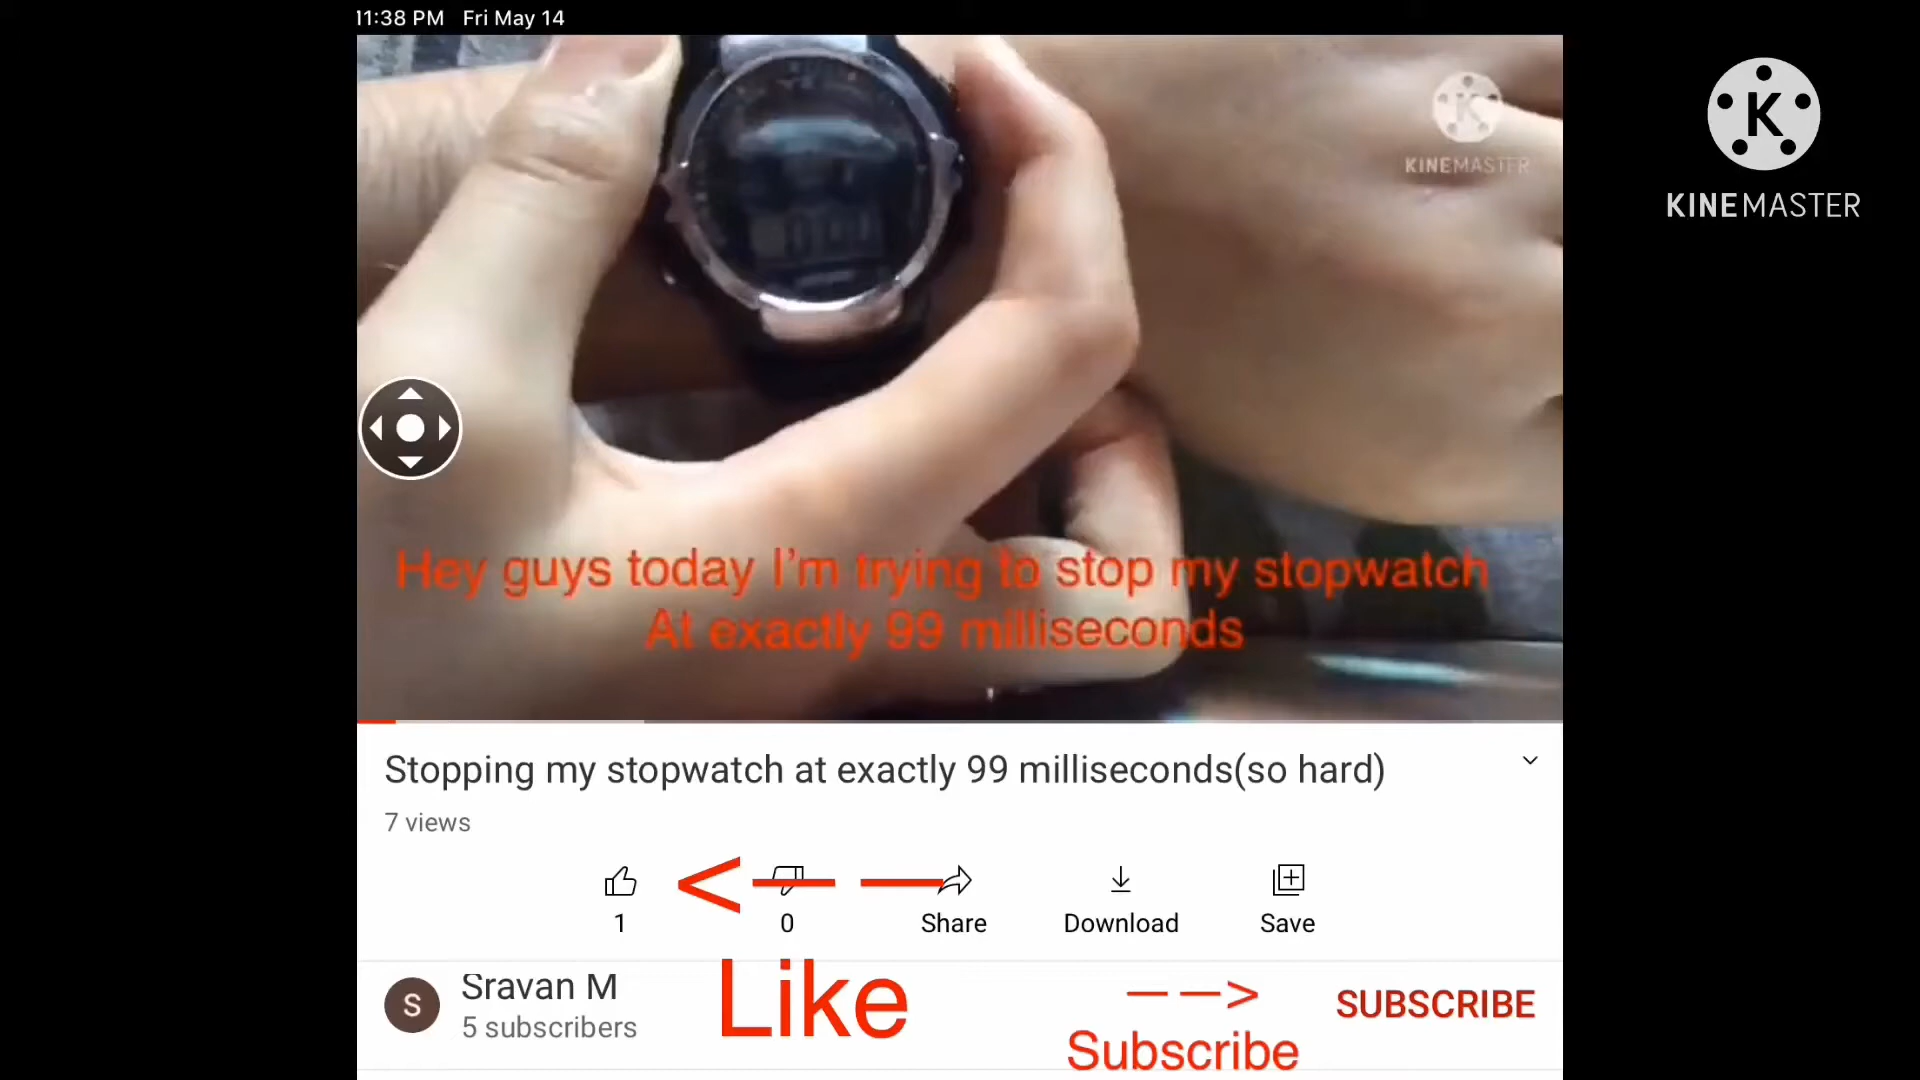 11:38 PM Fri May 14
K
KINEMASTER
K
KINEMASTER
Hey guys today I'm trying to stop my stopwatch
At exactly 99 milliseconds
Stopping my stopwatch at exactly 99 milliseconds(so hard)
7 views
1
0
Share
Download
Save
S
Sravan M
5 subscribers
Like
Subscribe
SUBSCRIBE